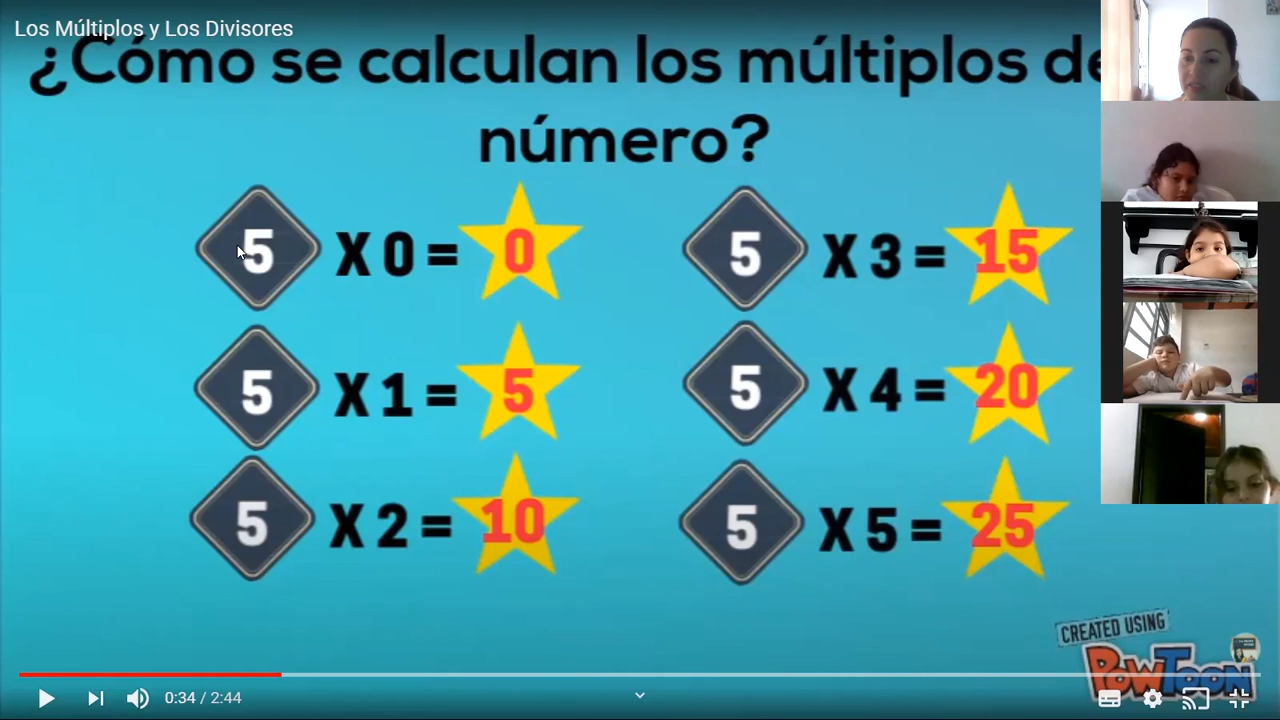 Los Múltiplos y Los Divisores
¿Cómo se calculan los múltiplos de
número?
5 X 0 = 0
5 X 3 = 15
5 X 1 = 5
5 X 4 = 20
5 X 2 = 10
5 X 5 = 25
CREATED USING
POWTOON
0:34 / 2:44